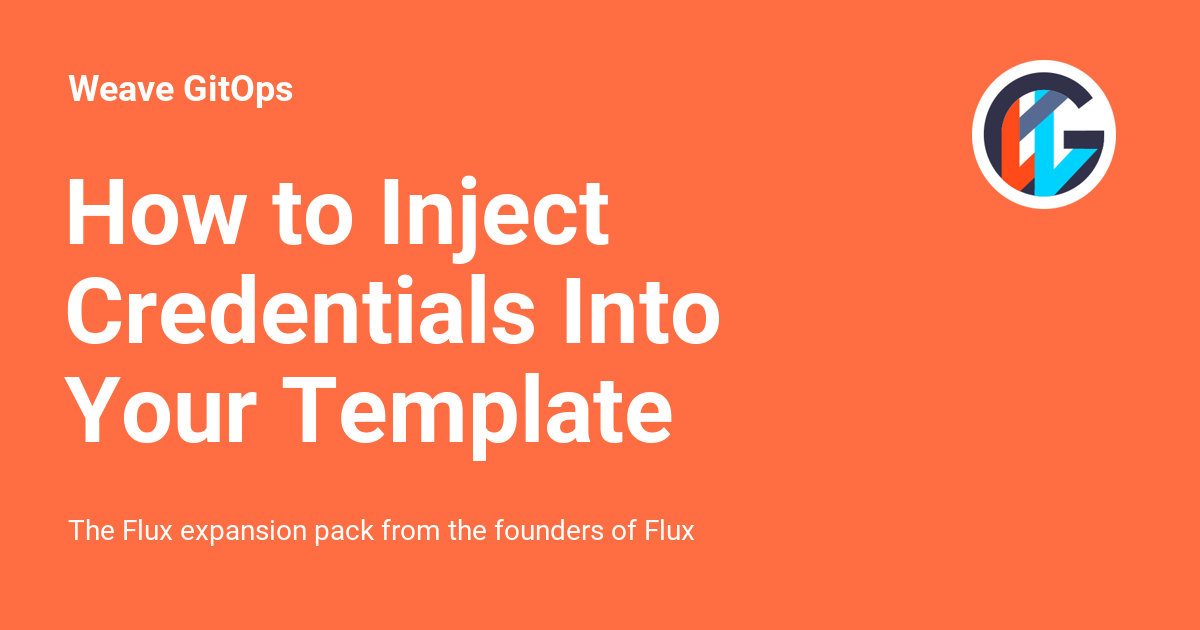 Weave GitOps
How to Inject
Credentials Into
Your Template
The Flux expansion pack from the founders of Flux